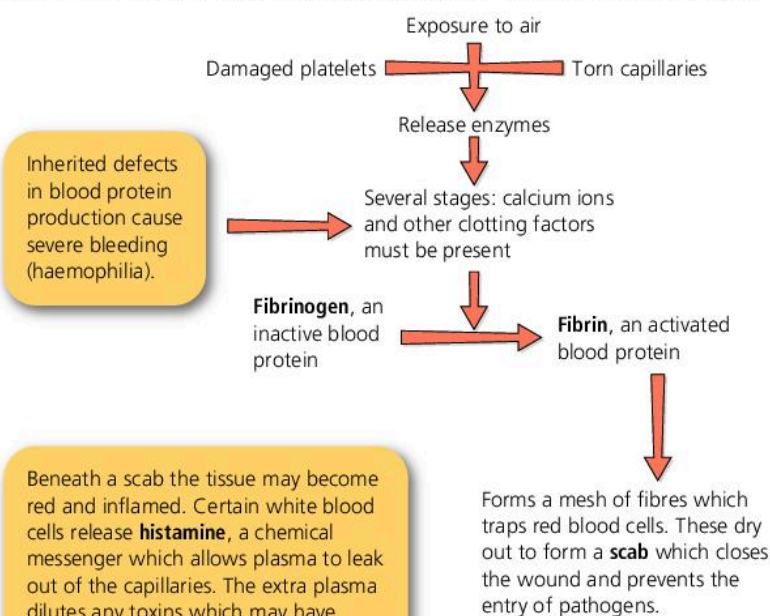 Exposure to air
Damaged platelets
Torn capillaries
Release enzymes
Inherited defects
in blood protein
production cause
severe bleeding
(haemophilia).
Several stages: calcium ions
and other clotting factors
must be present
Fibrinogen, an
inactive blood
protein
Fibrin, an activated
blood protein
Beneath a scab the tissue may become
red and inflamed. Certain white blood
cells release histamine, a chemical
messenger which allows plasma to leak
out of the capillaries. The extra plasma
dilutes any toxins which may have
Forms a mesh of fibres which
traps red blood cells. These dry
out to form a scab which closes
the wound and prevents the
entry of pathogens.